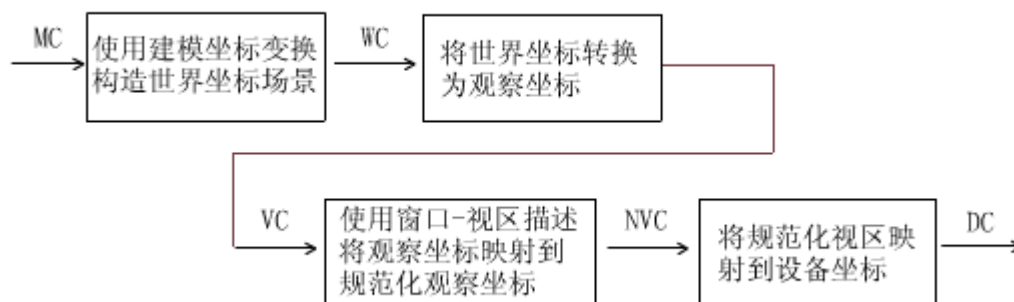 MC
使用建模坐标变换
构造世界坐标场景
WC
将世界坐标转换
为观察坐标
VC
使用窗口-视区描述
将观察坐标映射到
规范化观察坐标
NVC
将规范化视区映
射到设备坐标
DC